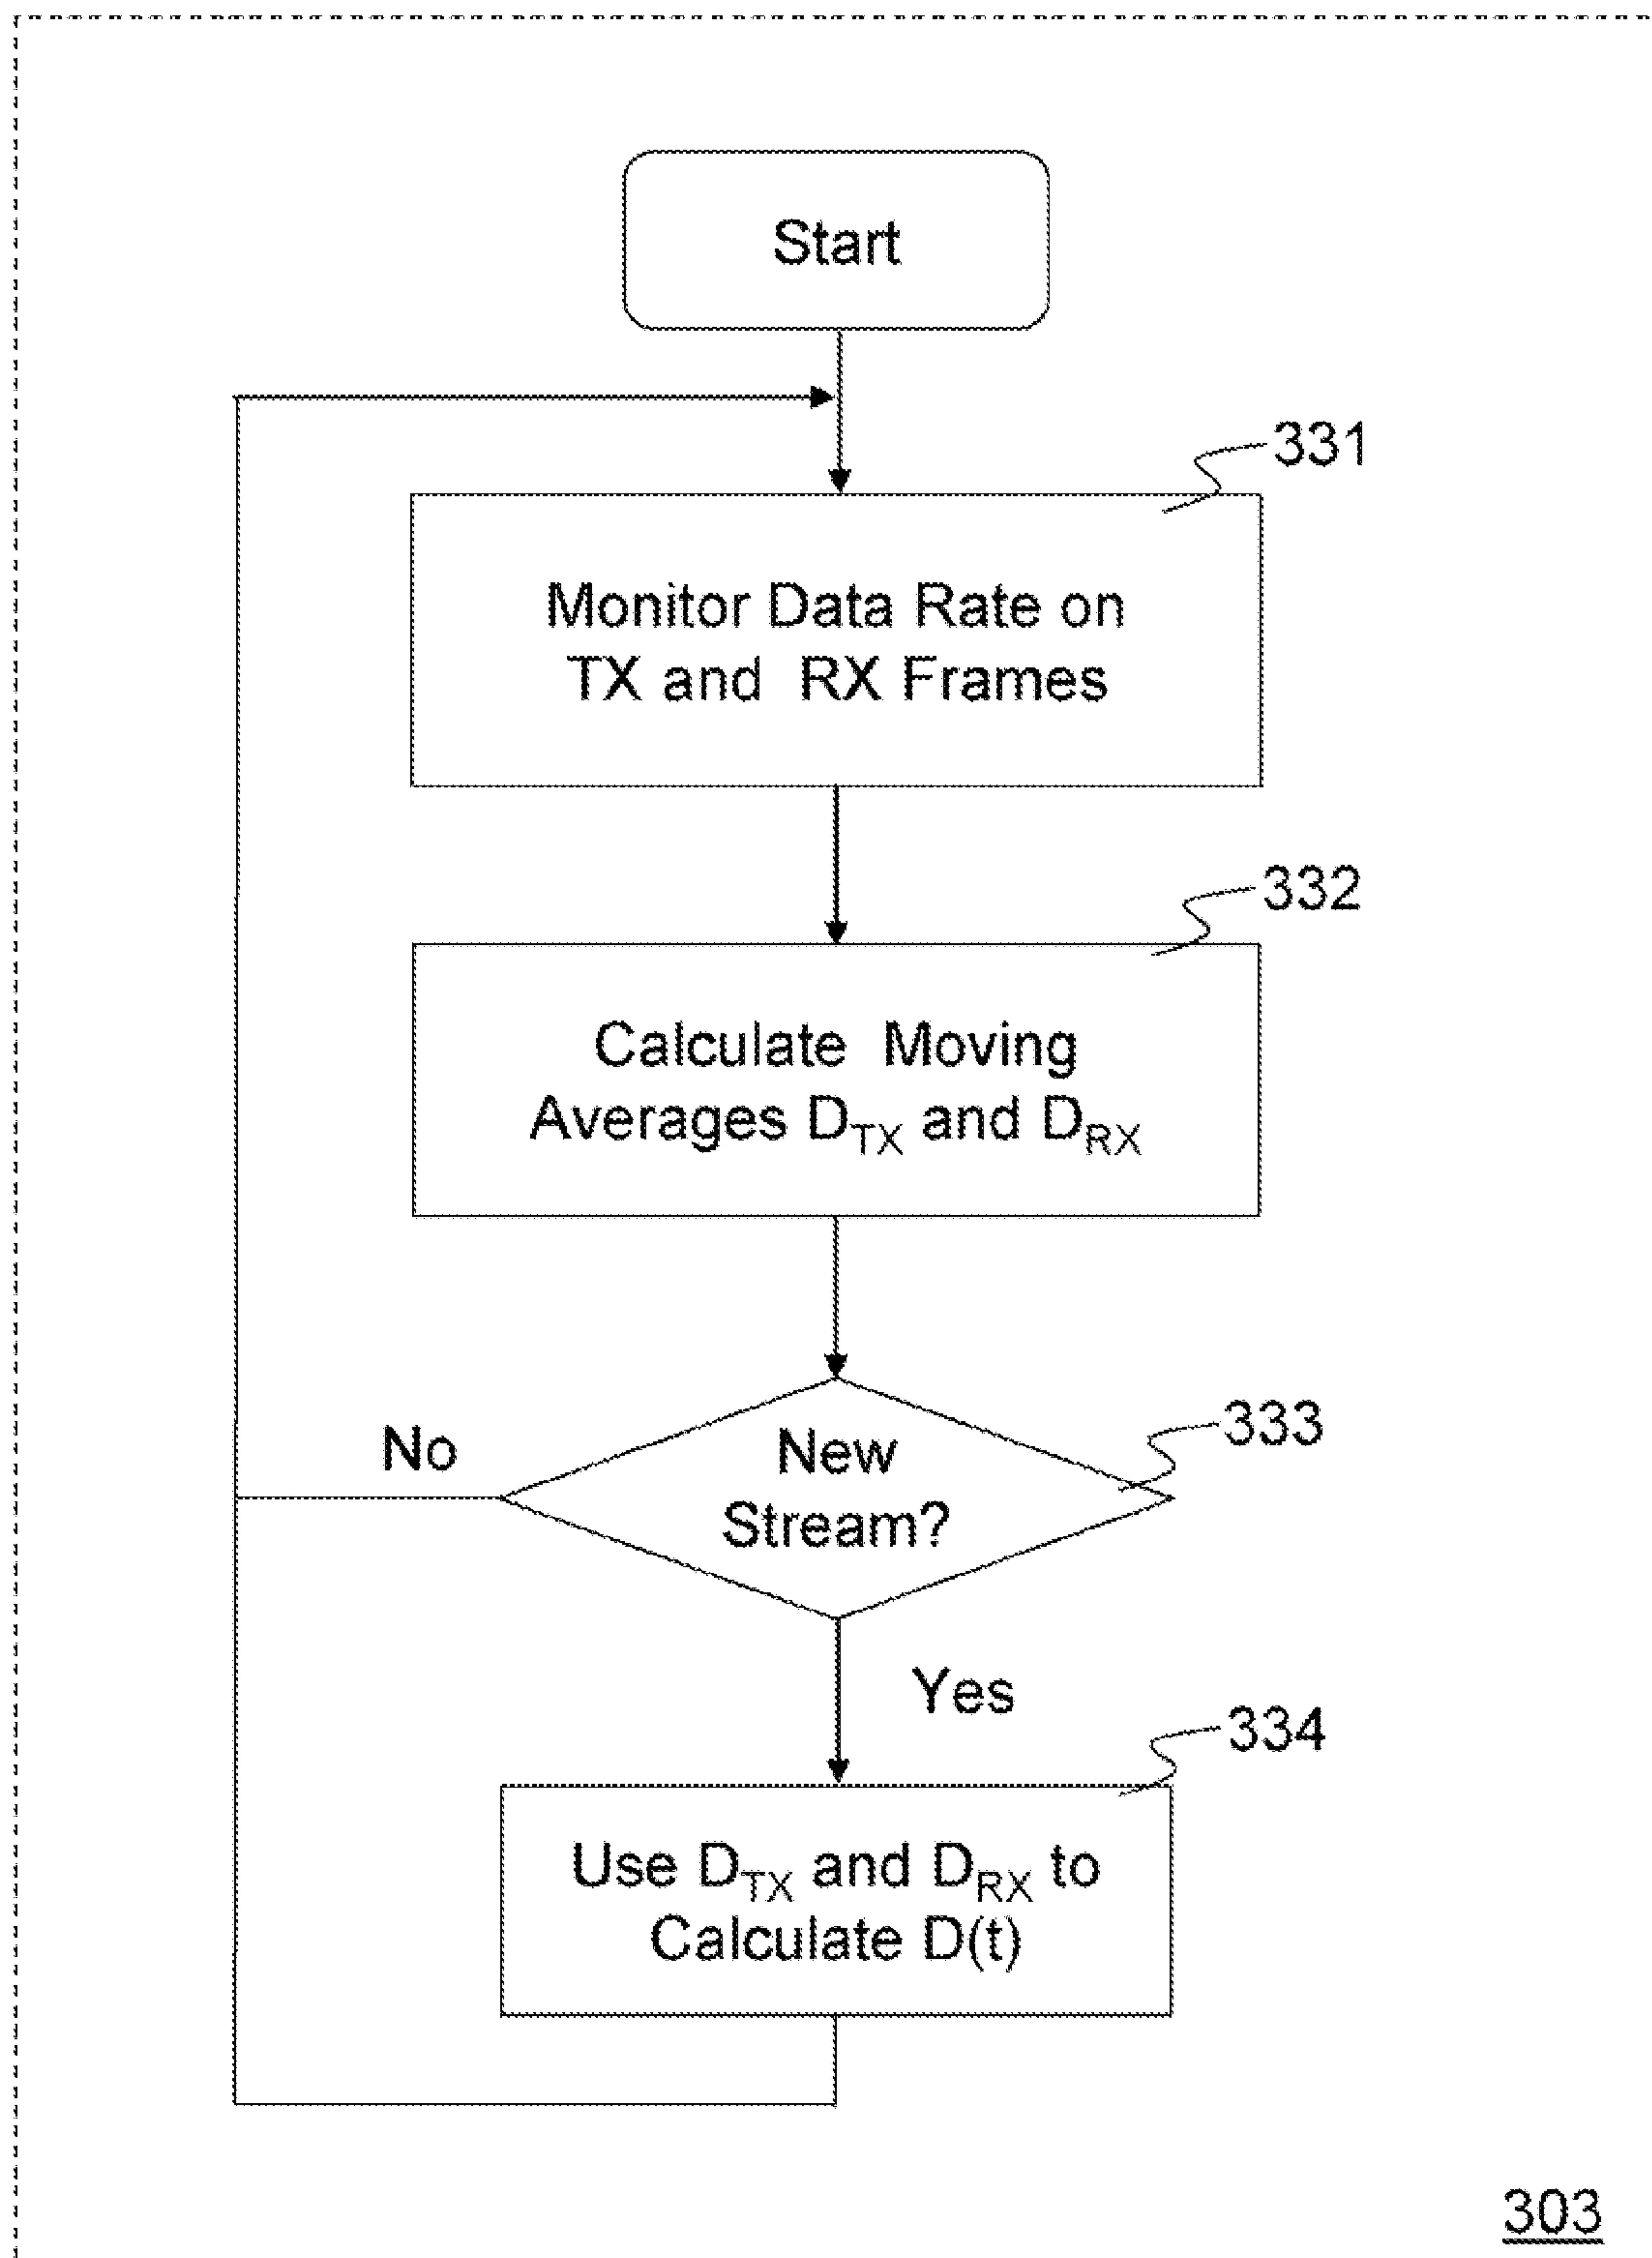 Start
331
Monitor Data Rate on
TX and RX Frames
332
Calculate Moving
Averages D_TX and D_RX
No
New
Stream?
333
Yes
334
Use D_TX and D_RX to
Calculate D(t)
303